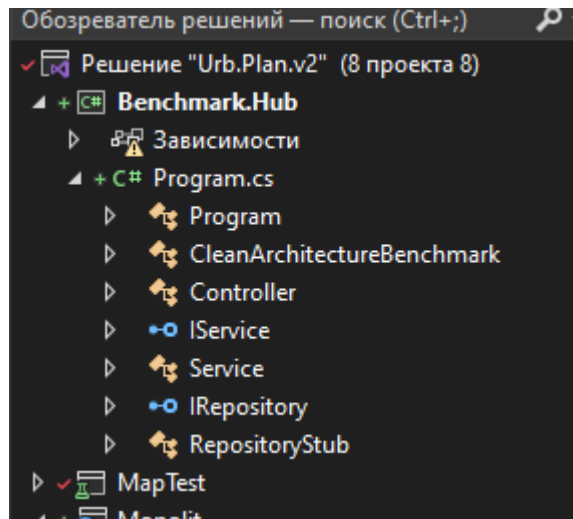 Обозреватель решений — поиск (Ctrl+;)
Решение "Urb.Plan.v2" (8 проекта 8)
+ C# Benchmark.Hub
Зависимости
+ C# Program.cs
Program
CleanArchitectureBenchmark
Controller
IService
Service
IRepository
RepositoryStub
MapTest